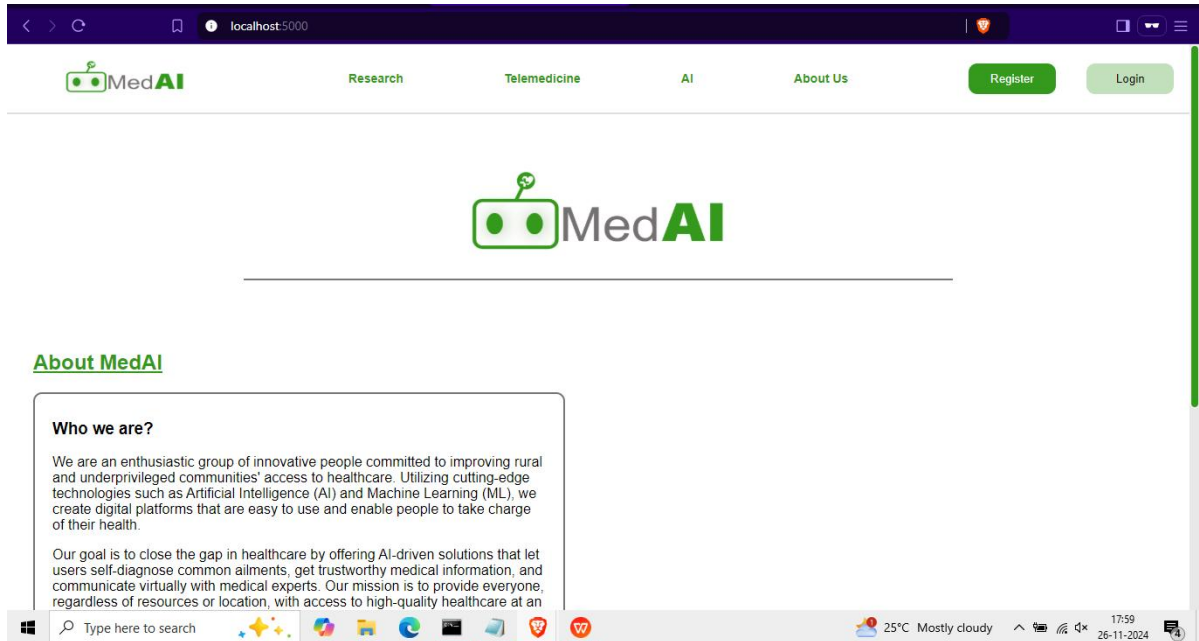 localhost:5000
MedAI
Research
Telemedicine
AI
About Us
Register
Login
MedAI
About MedAI
Who we are?
We are an enthusiastic group of innovative people committed to improving rural
and underprivileged communities' access to healthcare. Utilizing cutting-edge
technologies such as Artificial Intelligence (AI) and Machine Learning (ML), we
create digital platforms that are easy to use and enable people to take charge
of their health.
Our goal is to close the gap in healthcare by offering AI-driven solutions that let
users self-diagnose common ailments, get trustworthy medical information, and
communicate virtually with medical experts. Our mission is to provide everyone,
regardless of resources or location, with access to high-quality healthcare at an
Type here to search
25°C Mostly cloudy
17:59
26-11-2024